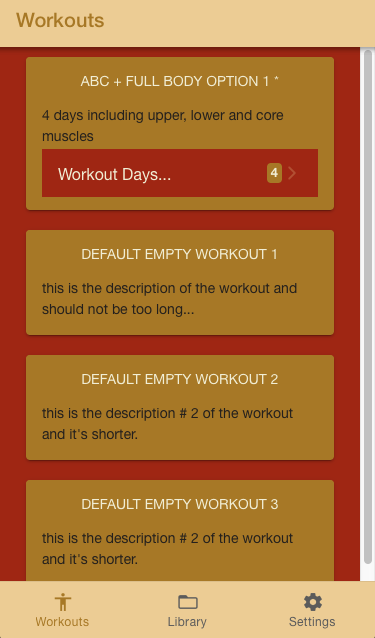 Workouts
ABC + FULL BODY OPTION 1 *
4 days including upper, lower and core
muscles
Workout Days... 4
DEFAULT EMPTY WORKOUT 1
this is the description of the workout and
should not be too long...
DEFAULT EMPTY WORKOUT 2
this is the description # 2 of the workout
and it's shorter.
DEFAULT EMPTY WORKOUT 3
this is the description # 2 of the workout
and it's shorter.
Workouts Library Settings